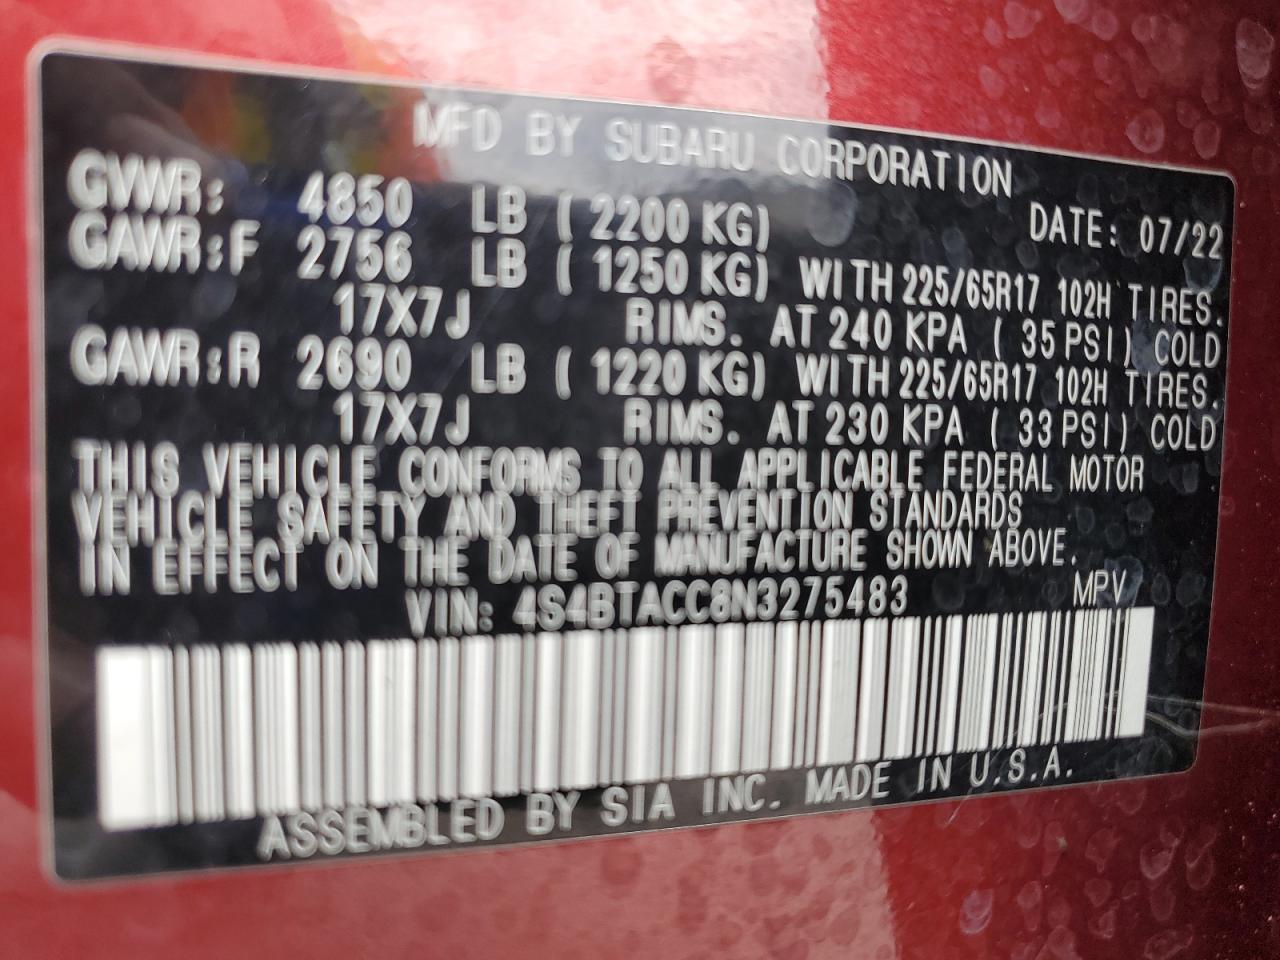 MFD BY SUBARU CORPORATION
DATE: 07/22
GVWR: 4850 LB ( 2200 KG)
GAWR:F 2756 LB ( 1250 KG) WITH 225/65R17 102H TIRES.
17X7J RIMS. AT 240 KPA ( 35 PSI) COLD
GAWR:R 2690 LB ( 1220 KG) WITH 225/65R17 102H TIRES.
17X7J RIMS. AT 230 KPA ( 33 PSI) COLD
THIS VEHICLE CONFORMS TO ALL APPLICABLE FEDERAL MOTOR
VEHICLE SAFETY AND THEFT PREVENTION STANDARDS
IN EFFECT ON THE DATE OF MANUFACTURE SHOWN ABOVE.
VIN: 4S4BTACC8N3275483 MPV
ASSEMBLED BY SIA INC. MADE IN U.S.A.